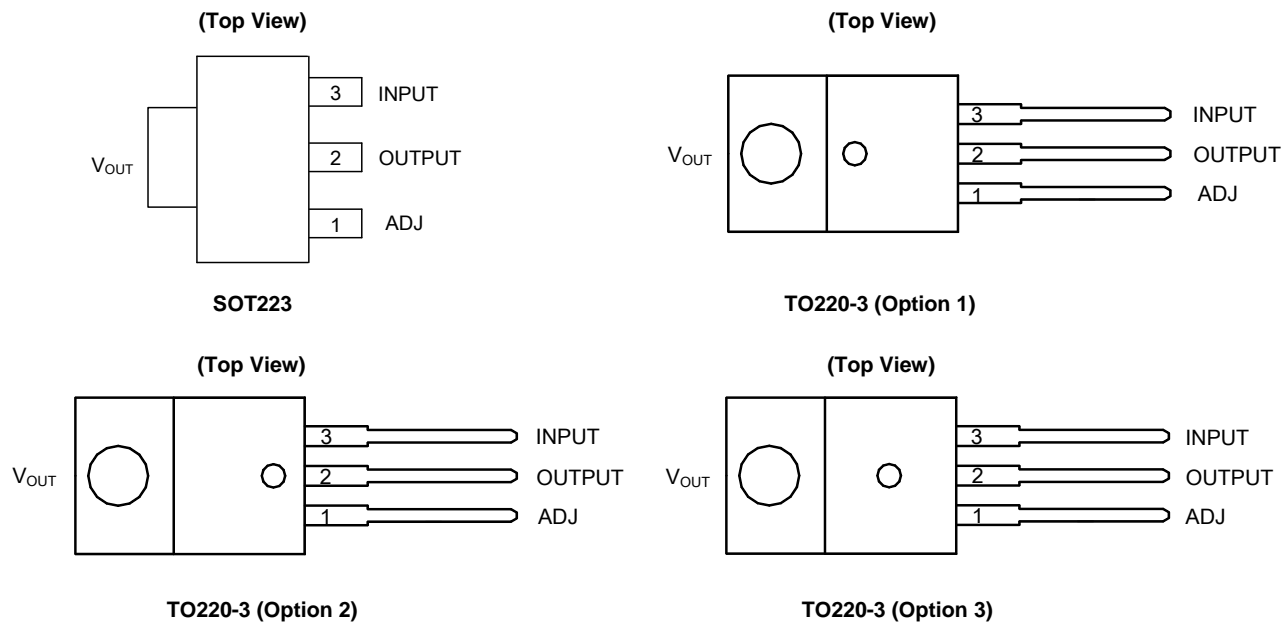 (Top View)
3 INPUT
2 OUTPUT
1 ADJ
VOUT
SOT223
(Top View)
3 INPUT
2 OUTPUT
1 ADJ
VOUT
TO220-3 (Option 1)
(Top View)
3 INPUT
2 OUTPUT
1 ADJ
VOUT
TO220-3 (Option 2)
(Top View)
3 INPUT
2 OUTPUT
1 ADJ
VOUT
TO220-3 (Option 3)